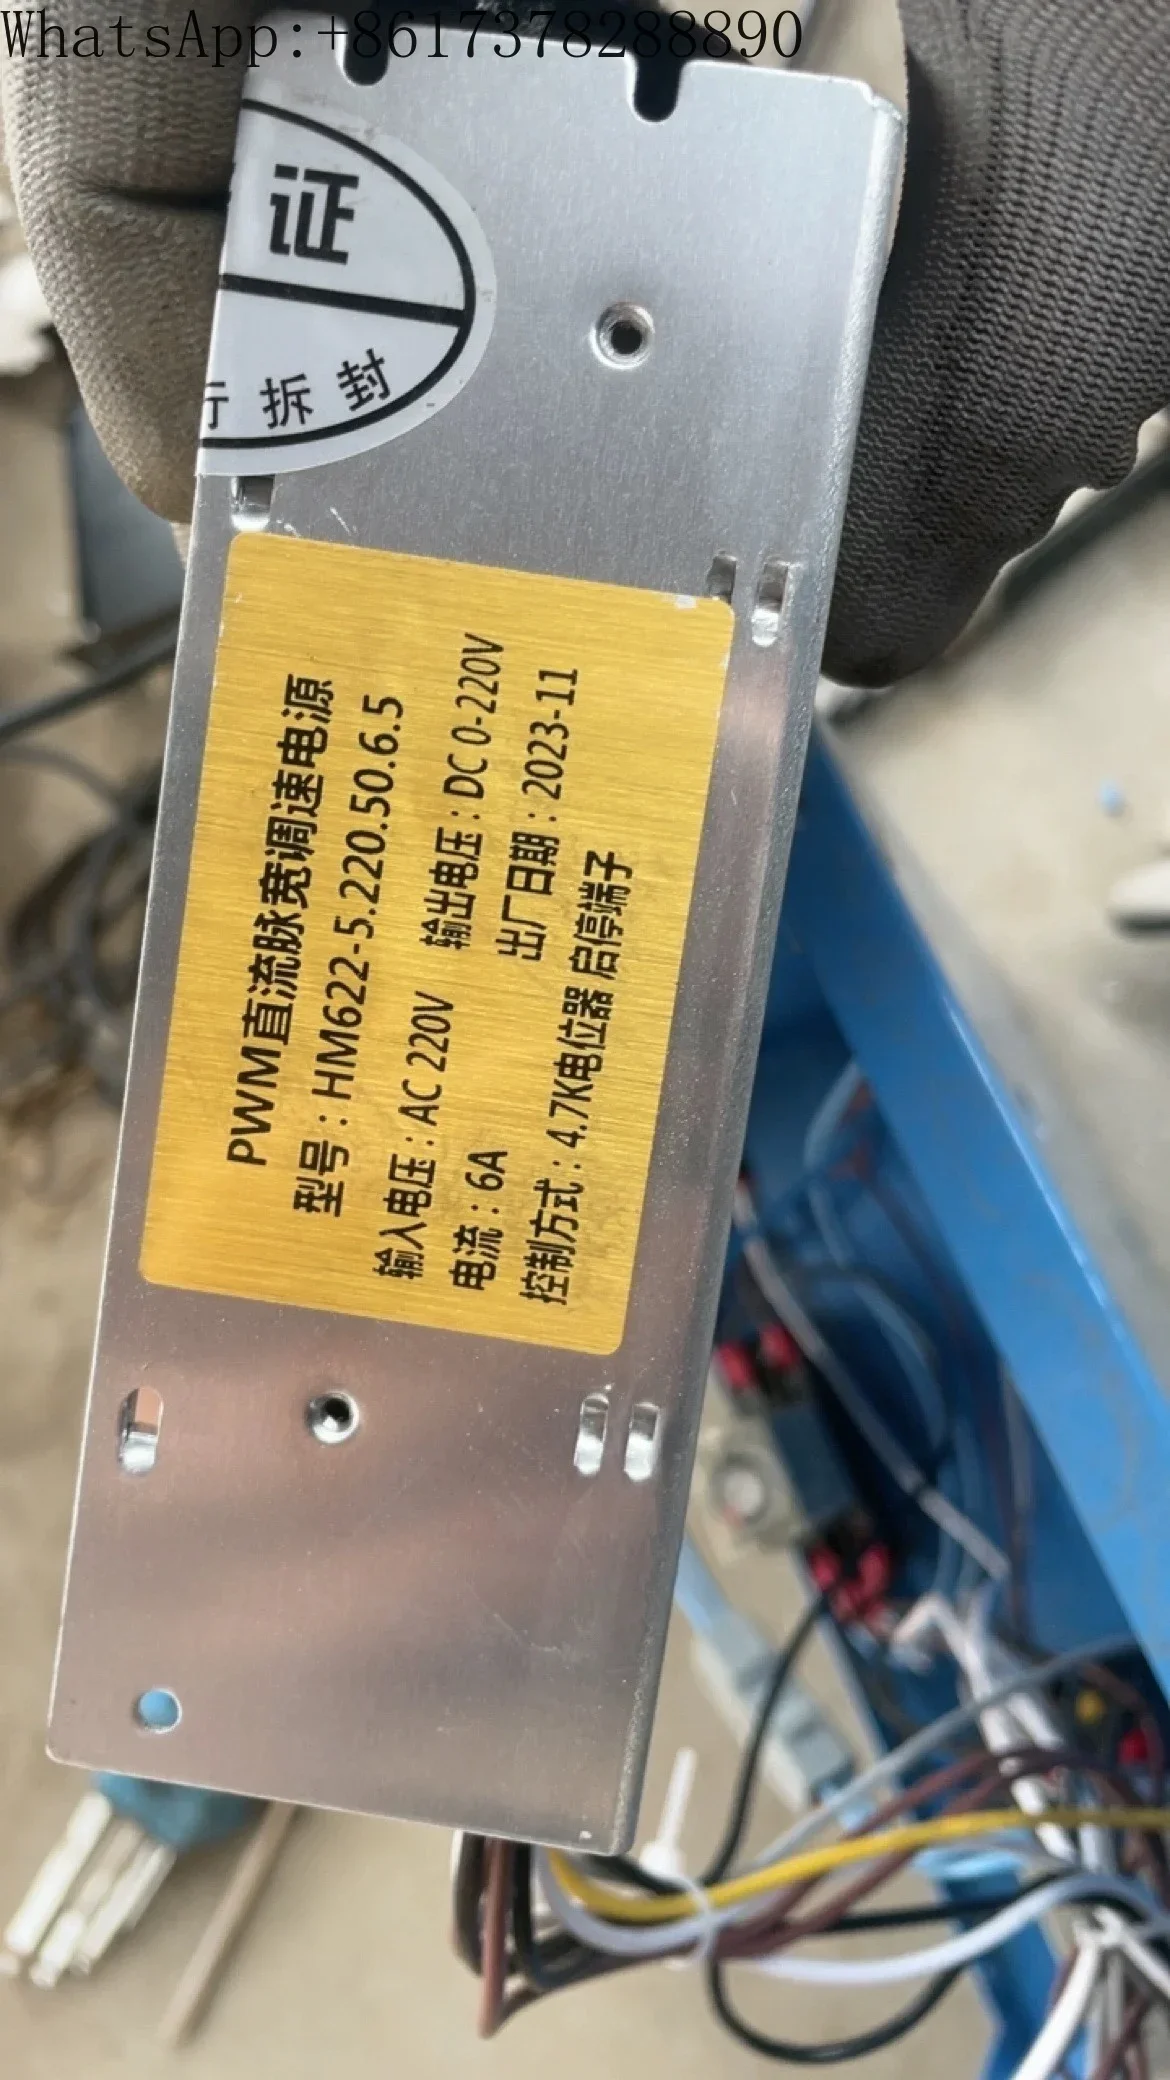 WhatsApp:+8617378288890
证
行拆封
PWM直流脉宽调速电源
型号:HM622-5.220.50.6.5
输入电压:AC 220V 输出电压:DC 0-220V
电流:6A 出厂日期:2023-11
控制方式:4.7K电位器 启停端子